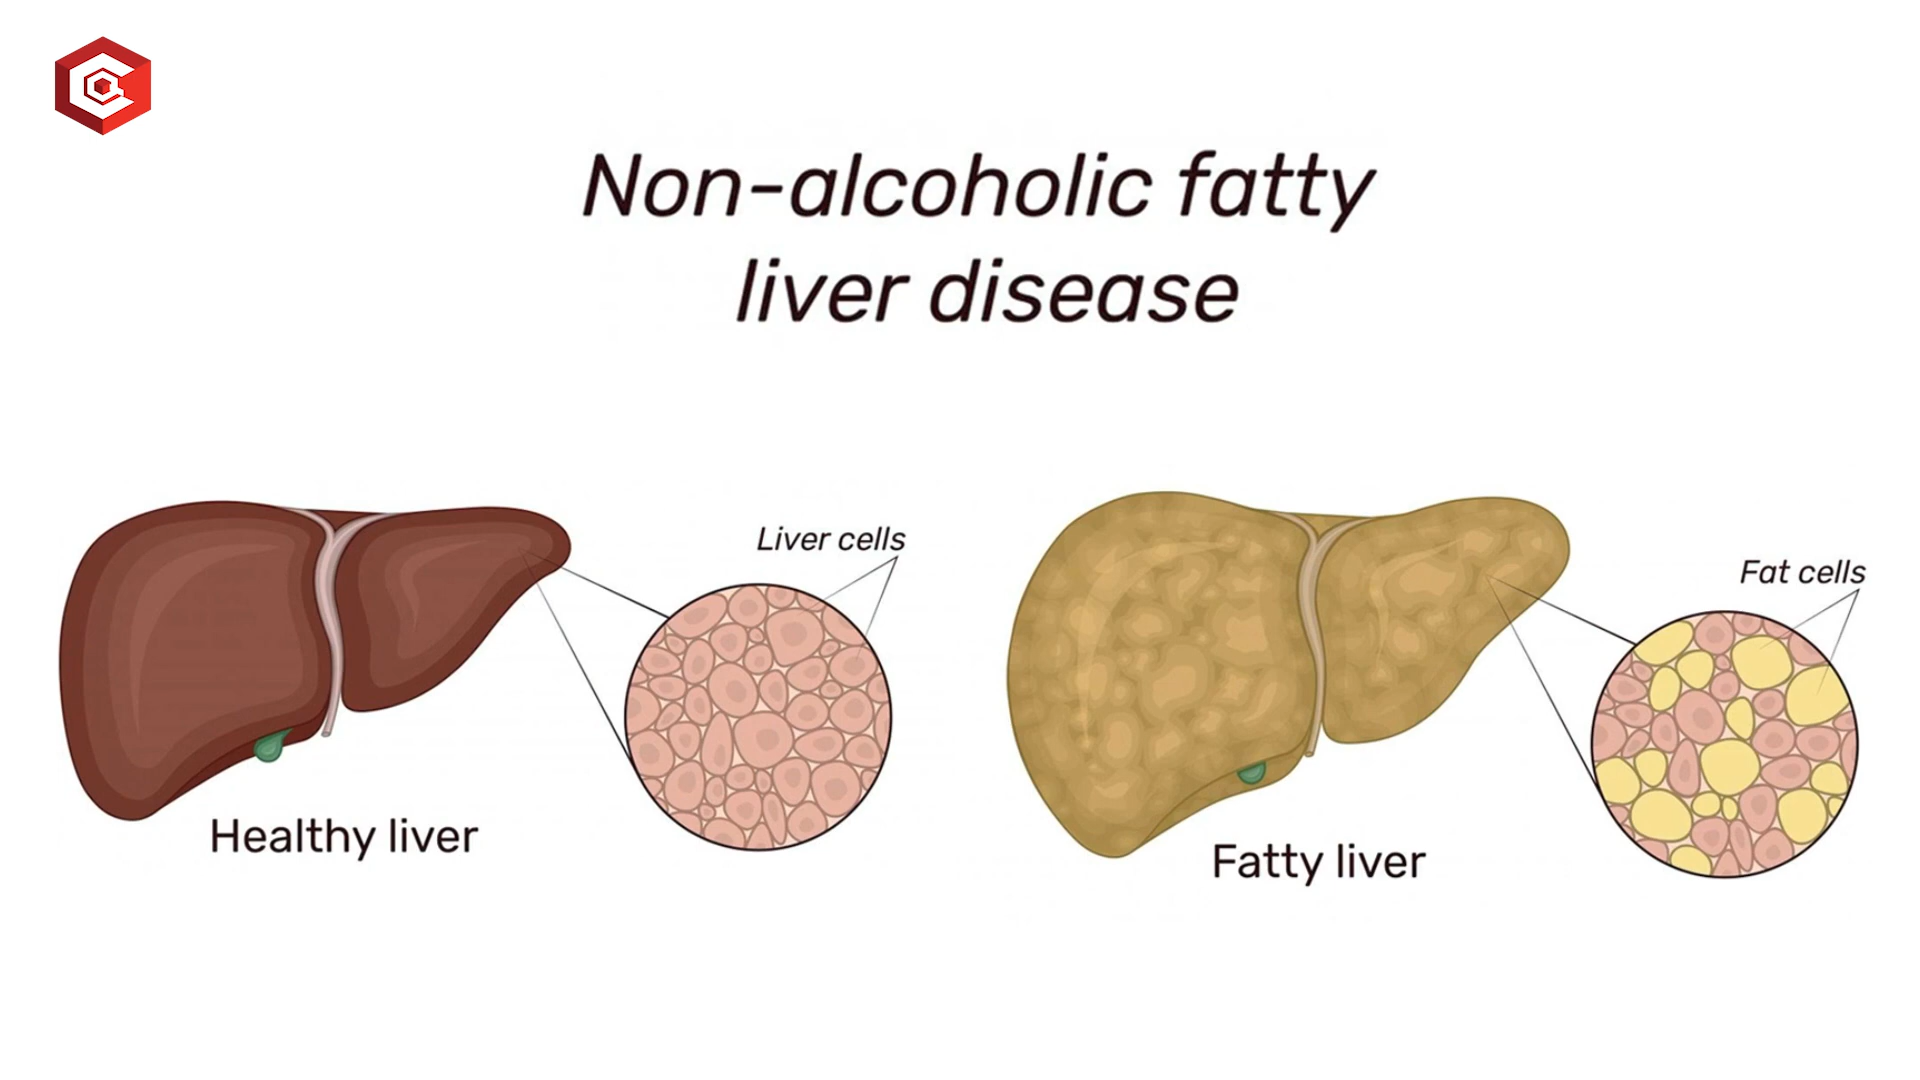 Non-alcoholic fatty
liver disease
Liver cells
Fat cells
Healthy liver
Fatty liver